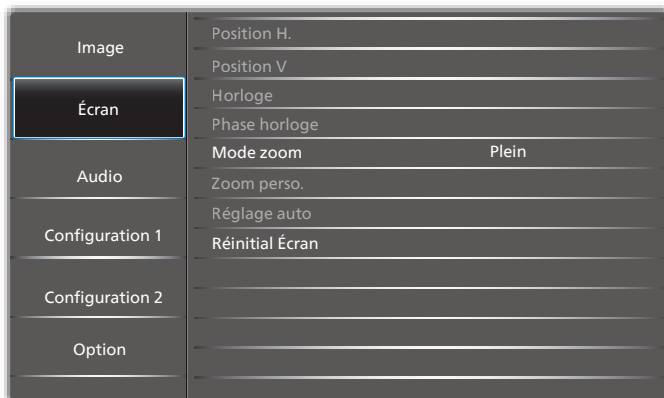 Image
Écran
Audio
Configuration 1
Configuration 2
Option
Position H.
Position V
Horloge
Phase horloge
Mode zoom Plein
Zoom perso.
Réglage auto
Réinitial Écran